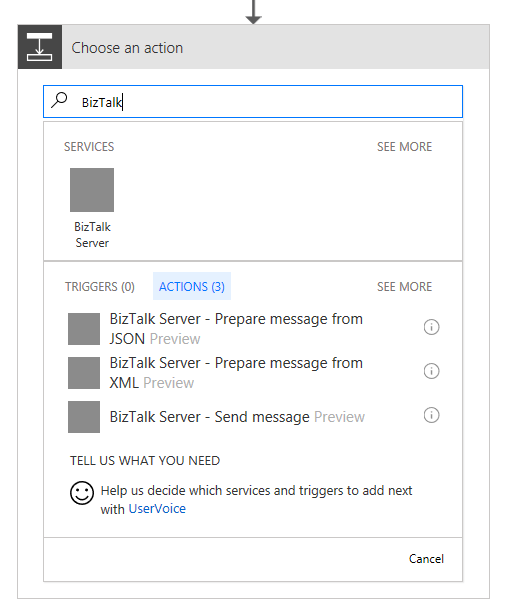 Choose an action
BizTalk
SERVICES SEE MORE
BizTalk
Server
TRIGGERS (0) ACTIONS (3) SEE MORE
BizTalk Server - Prepare message from
JSON Preview
BizTalk Server - Prepare message from
XML Preview
BizTalk Server - Send message Preview
TELL US WHAT YOU NEED
Help us decide which services and triggers to add next
with UserVoice
Cancel